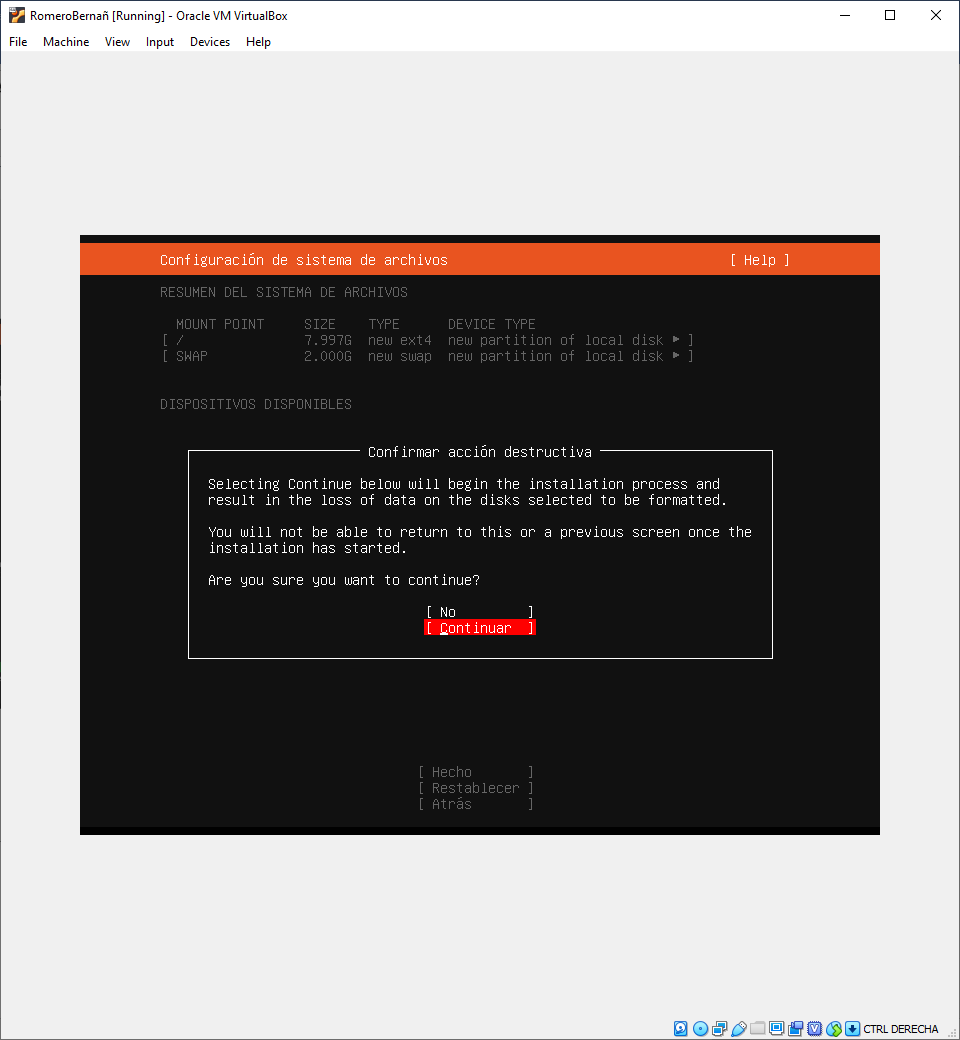 RomeroBernañ [Running] - Oracle VM VirtualBox
File Machine View Input Devices Help
Configuración de sistema de archivos [ Help ]
RESUMEN DEL SISTEMA DE ARCHIVOS
MOUNT POINT SIZE TYPE DEVICE TYPE
[ / 7.997G new ext4 new partition of local disk ▸ ]
[ SWAP 2.000G new swap new partition of local disk ▸ ]
DISPOSITIVOS DISPONIBLES
Confirmar acción destructiva
Selecting Continue below will begin the installation process and
result in the loss of data on the disks selected to be formatted.
You will not be able to return to this or a previous screen once the
installation has started.
Are you sure you want to continue?
[ No ]
[ Continuar ]
[ Hecho ]
[ Restablecer ]
[ Atrás ]
CTRL DERECHA